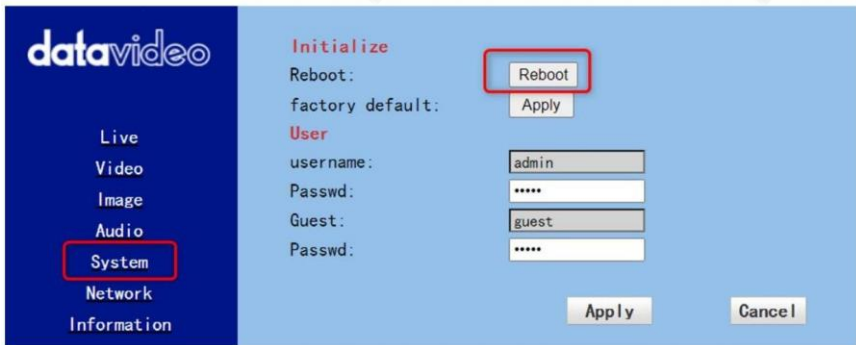 datavideo
Live
Video
Image
Audio
System
Network
Information
Initialize
Reboot: Reboot
factory default: Apply
User
username: admin
Passwd: •••••
Guest: guest
Passwd: •••••
Apply Cancel